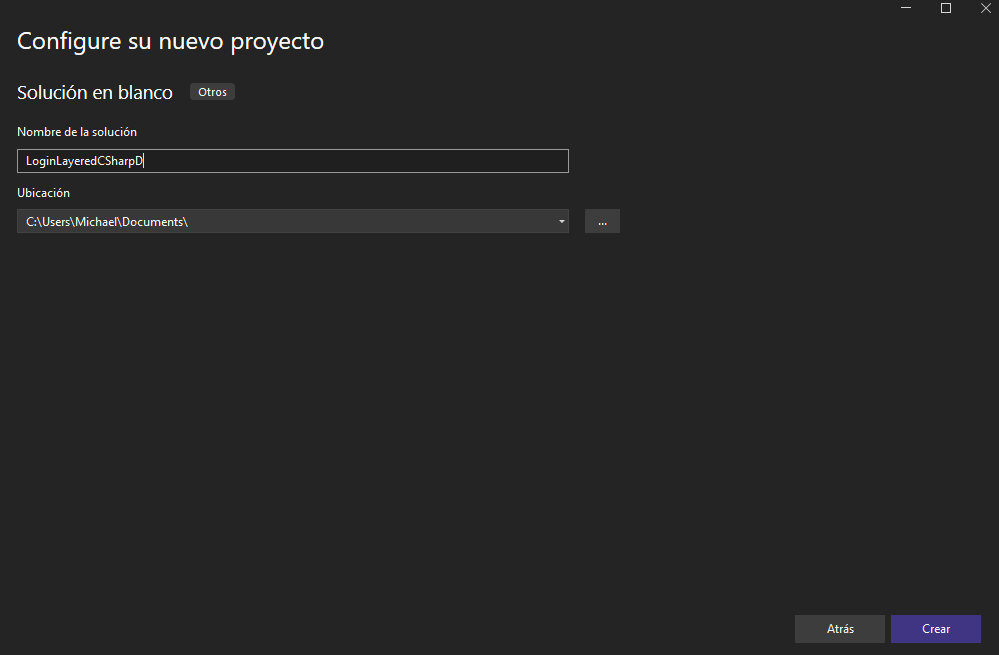 Configure su nuevo proyecto
Solución en blanco Otros
Nombre de la solución
LoginLayeredCSharpD
Ubicación
C:\Users\Michael\Documents\ ...
Atrás Crear